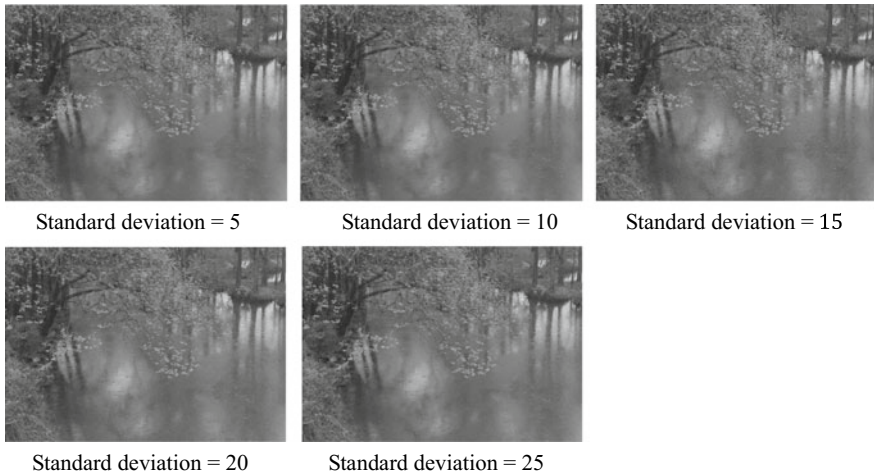 Standard deviation = 5
Standard deviation = 10
Standard deviation = 15
Standard deviation = 20
Standard deviation = 25